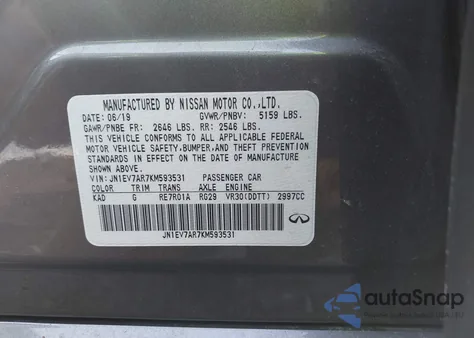 MANUFACTURED BY NISSAN MOTOR CO.,LTD.
DATE: 06/19 GVWR/PNBV: 5159 LBS.
GAWR/PNBE FR: 2646 LBS. RR: 2546 LBS.
THIS VEHICLE CONFORMS TO ALL APPLICABLE FEDERAL
MOTOR VEHICLE SAFETY,BUMPER,AND THEFT PREVENTION
STANDARDS IN EFFECT ON THE DATE OF MANUFACTURE
SHOWN ABOVE.
VIN: JN1EV7AR7KM593531 PASSENGER CAR
COLOR TRIM TRANS AXLE ENGINE
KAD G RE7R01A RG29 VR30(DDTT) 2997CC
JN1EV7AR7KM593531
INFINITI
autoSnap